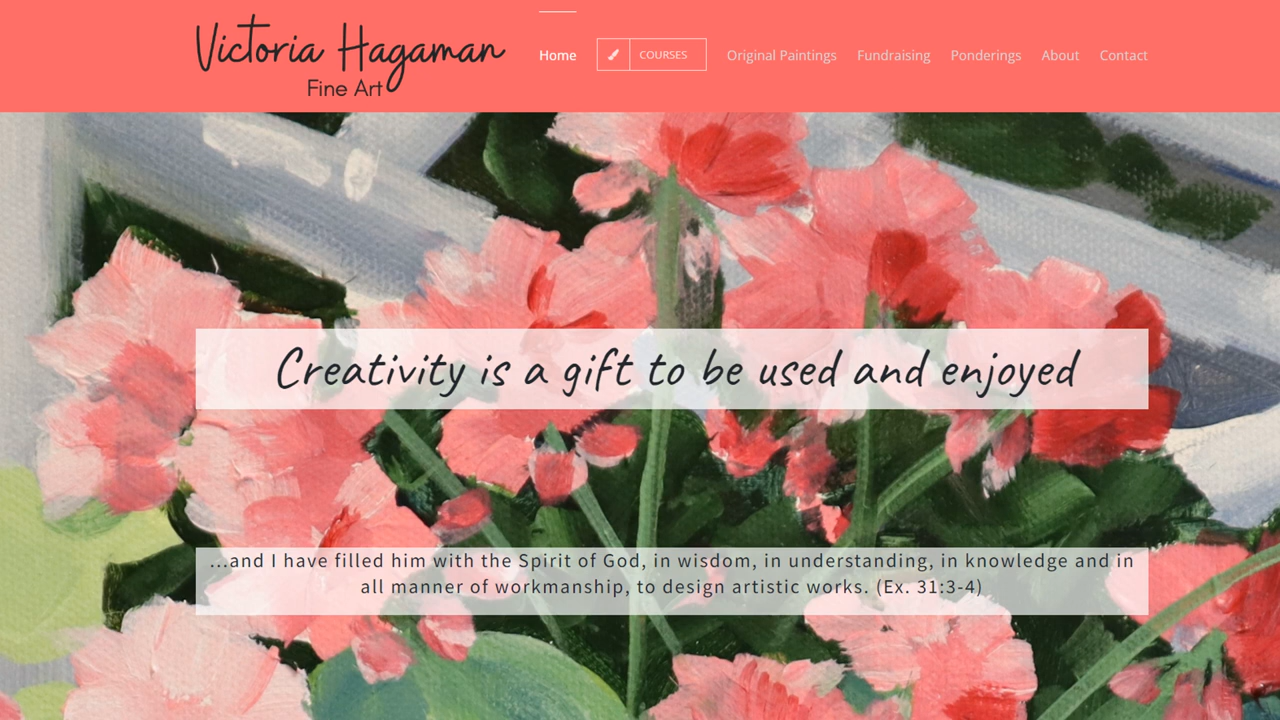 Victoria Hagaman
Fine Art
Home
COURSES
Original Paintings
Fundraising
Ponderings
About
Contact
Creativity is a gift to be used and enjoyed
...and I have filled him with the Spirit of God, in wisdom, in understanding, in knowledge and in
all manner of workmanship, to design artistic works. (Ex. 31:3-4)